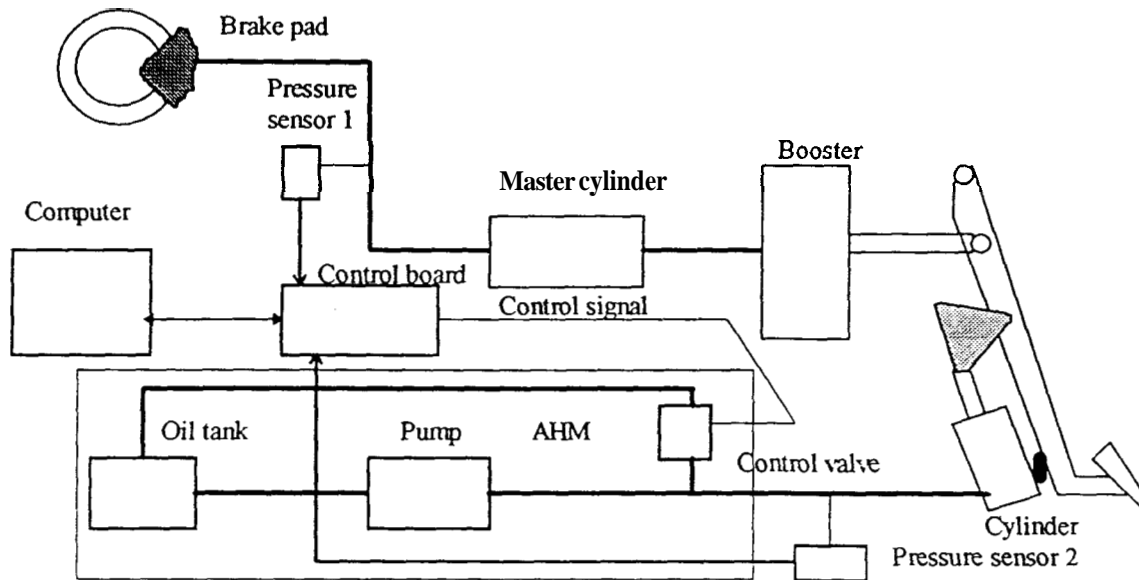 Brake pad
Pressure
sensor 1
Booster
Master cylinder
Computer
Control board
Control signal
Oil tank
Pump
AHM
Control valve
Cylinder
Pressure sensor 2